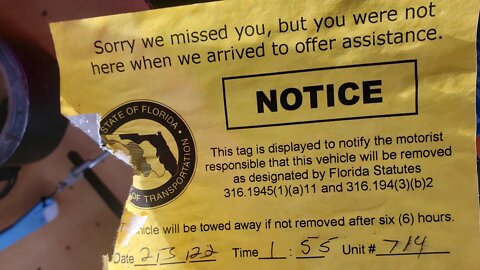 Sorry we missed you, but you were not
here when we arrived to offer assistance.
NOTICE
STATE OF FLORIDA
OF TRANSPORTATION
This tag is displayed to notify the motorist
responsible that this vehicle will be removed
as designated by Florida Statutes
316.1945(1)(a)11 and 316.194(3)(b)2
hicle will be towed away if not removed after six (6) hours.
Date 2,3,22 Time 1:55 Unit # 714